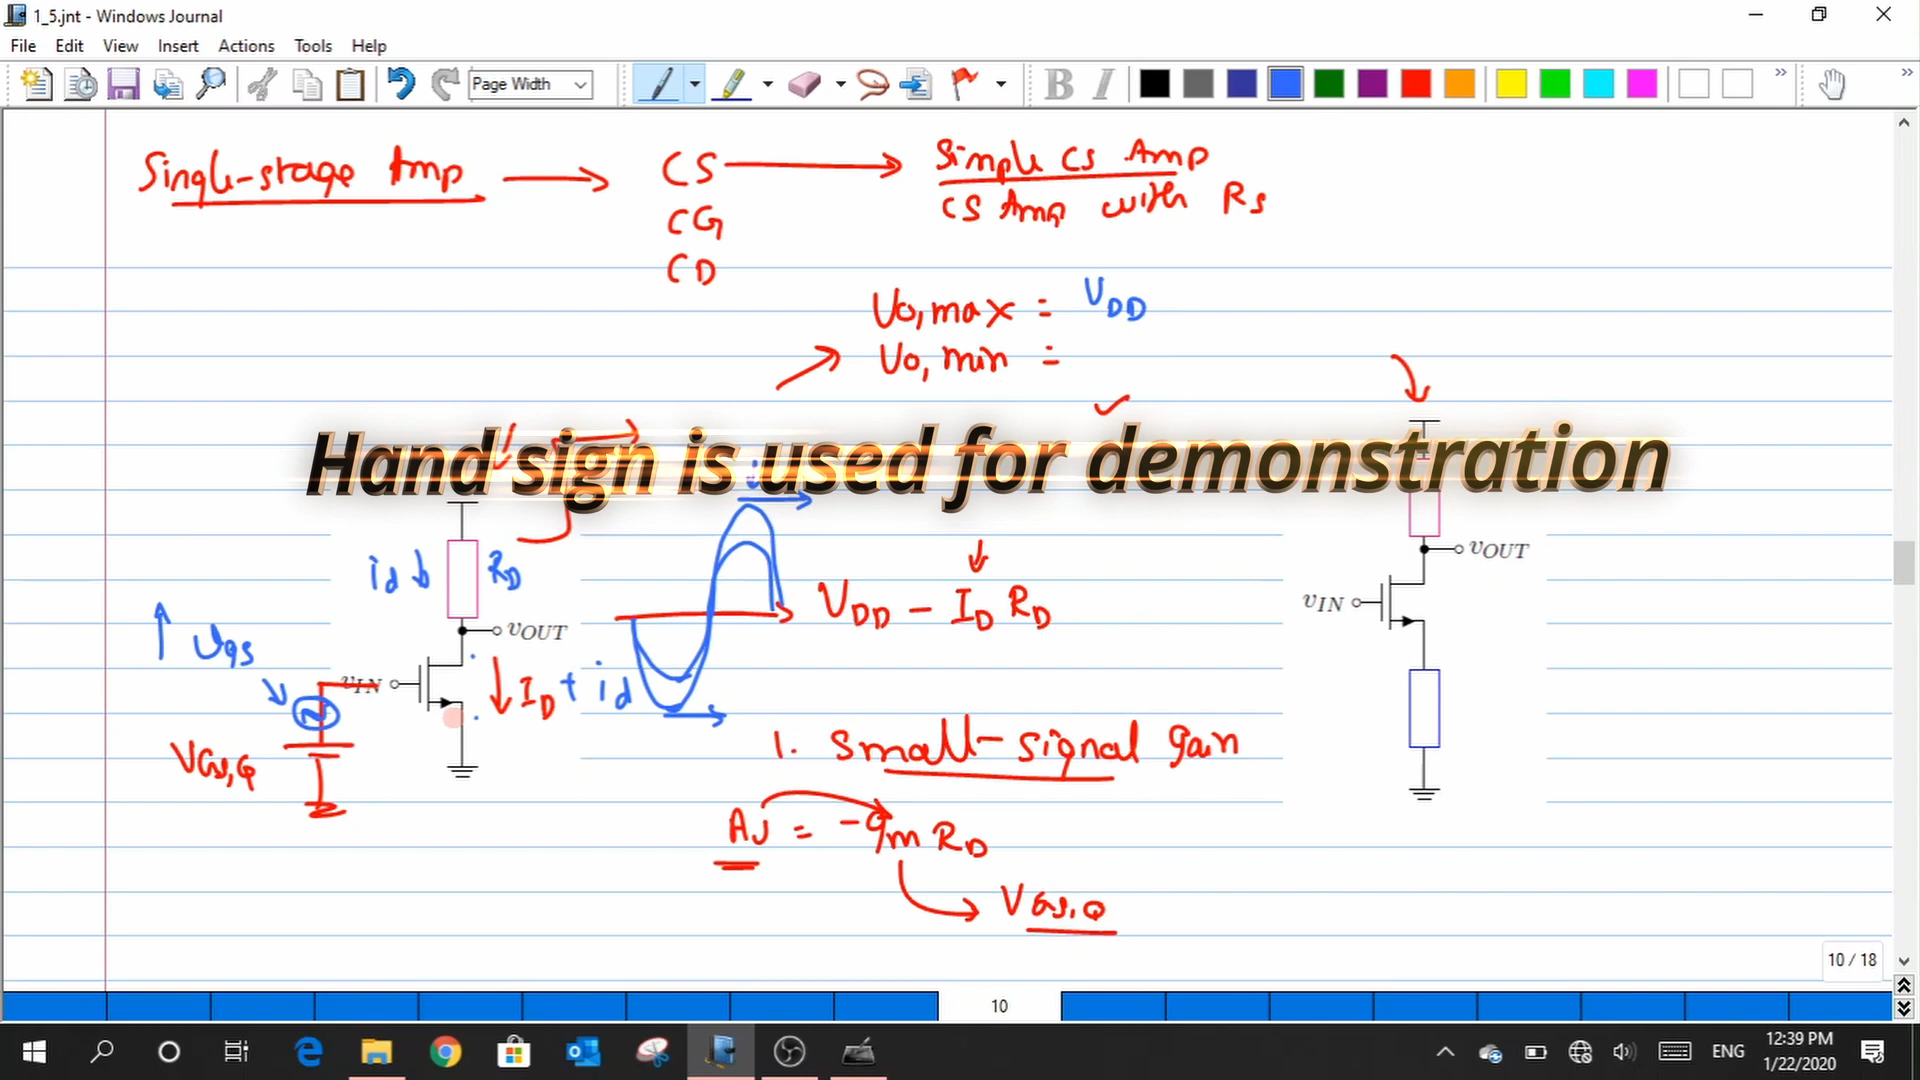 1_5.jnt - Windows Journal
File Edit View Insert Actions Tools Help
Page Width
B I
Single-stage Amp
CS
CG
CD
Simple CS Amp
CS Amp with Rs
Vo,max = VDD
Vo,min =
Hand sign is used for demonstration
id RD
vOUT
vgs
vIN
ID + id
VGS,Q
VDD - ID RD
vOUT
vIN
1. Small-signal gain
Av = -gm RD
VGS,Q
10 / 18
10
ENG
12:39 PM
1/22/2020